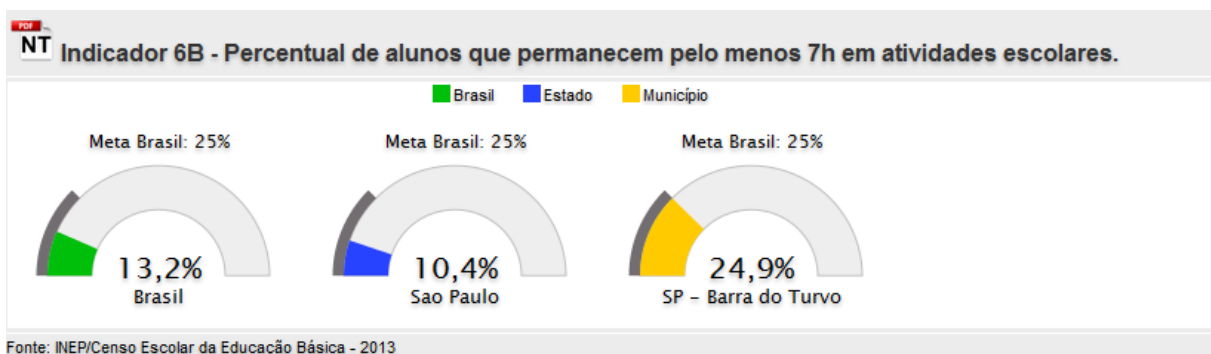 PDF
NT Indicador 6B - Percentual de alunos que permanecem pelo menos 7h em atividades escolares.
Brasil Estado Município
Meta Brasil: 25% Meta Brasil: 25% Meta Brasil: 25%
13,2% 10,4% 24,9%
Brasil Sao Paulo SP - Barra do Turvo
Fonte: INEP/Censo Escolar da Educação Básica - 2013